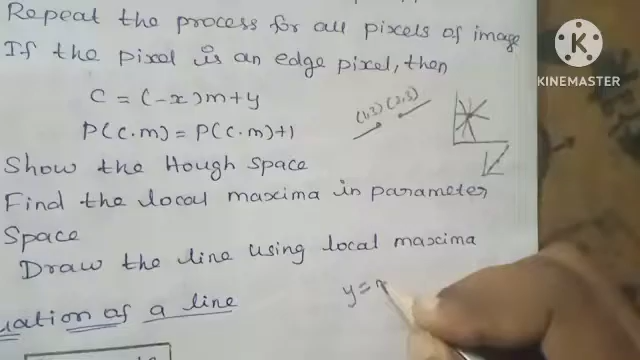 Repeat the process for all pixels of image
If the pixel is an edge pixel, then
C = (-x)m+y
P(C.m) = P(C.m)+1
(1,3) (2,3)
Show the Hough space
Find the local maxima in parameter
Space
Draw the line using local maxima
y=
uation of a line
K
KINEMASTER